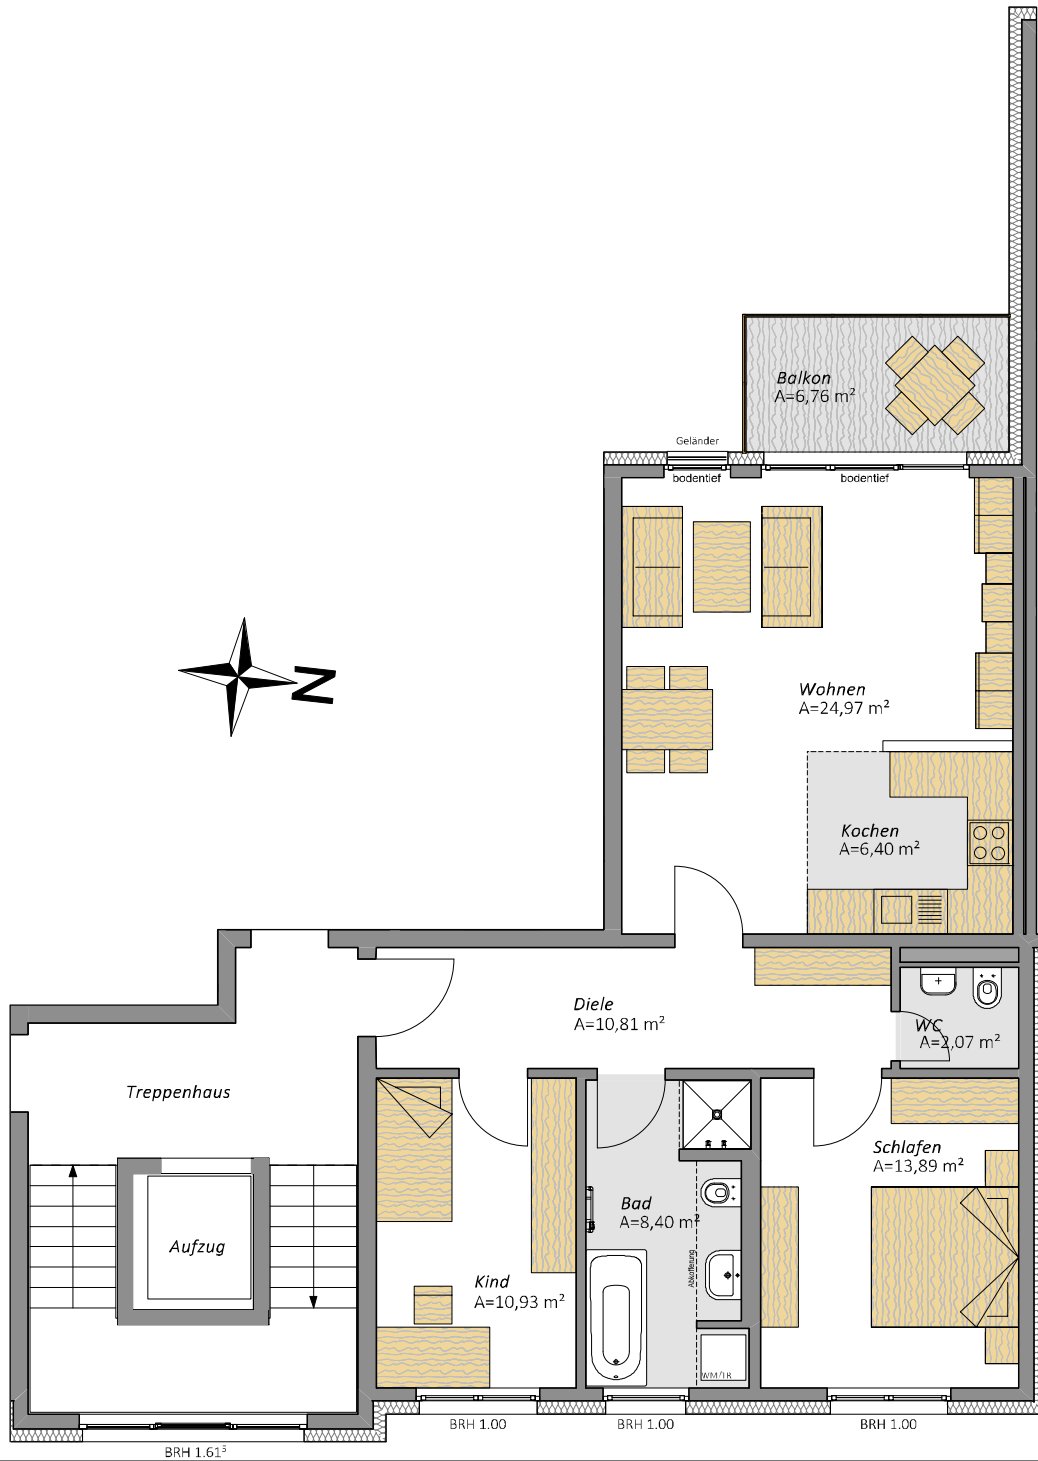 Balkon
A=6,76 m²
Geländer
bodentief
bodentief
Wohnen
A=24,97 m²
N
Kochen
A=6,40 m²
Diele
A=10,81 m²
WC
A=2,07 m²
Treppenhaus
Schlafen
A=13,89 m²
Bad
A=8,40 m²
Aufzug
Abkofferung
Kind
A=10,93 m²
WM/TR
BRH 1.00
BRH 1.00
BRH 1.00
BRH 1.61⁵